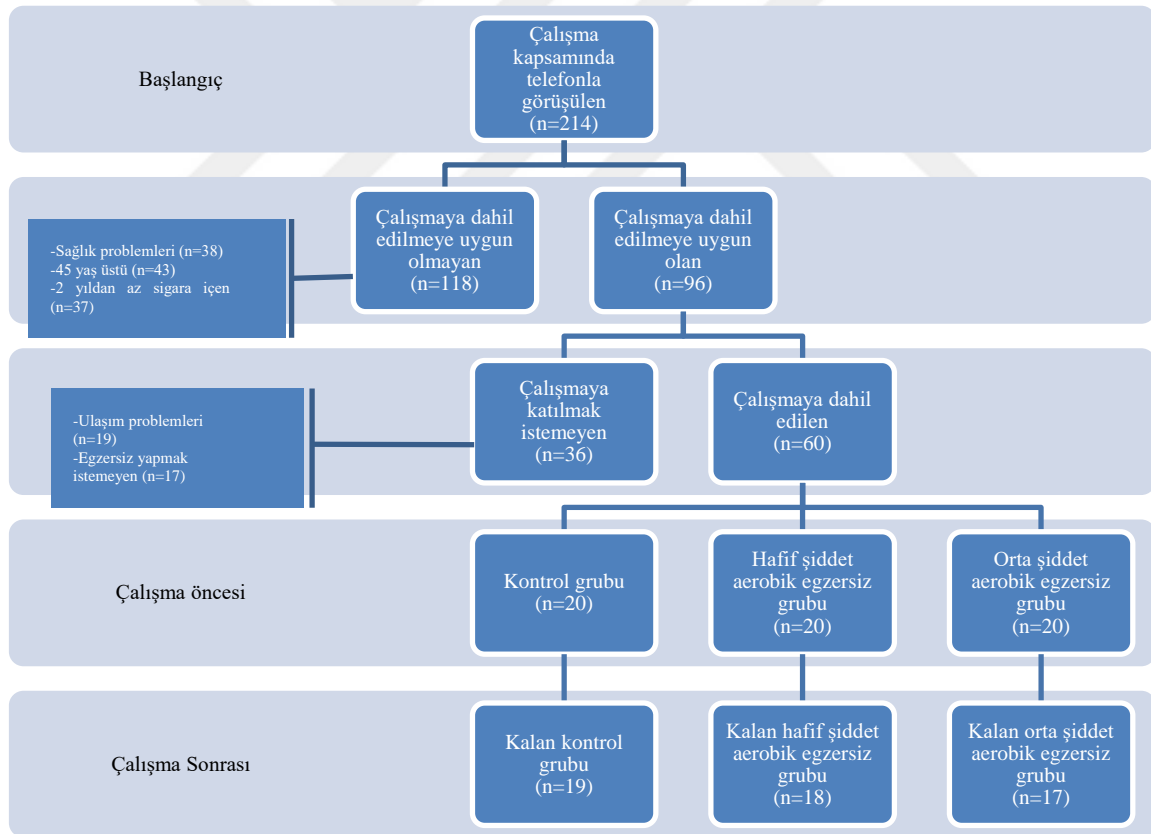 Başlangıç
Çalışma
kapsamında
telefonla
görüşülen
(n=214)
-Sağlık problemleri (n=38)
-45 yaş üstü (n=43)
-2 yıldan az sigara içen
(n=37)
Çalışmaya dahil
edilmeye uygun
olmayan
(n=118)
Çalışmaya dahil
edilmeye uygun
olan
(n=96)
-Ulaşım problemleri
(n=19)
-Egzersiz yapmak
istemeyen (n=17)
Çalışmaya
katılmak
istemeyen
(n=36)
Çalışmaya dahil
edilen
(n=60)
Çalışma öncesi
Kontrol grubu
(n=20)
Hafif şiddet
aerobik egzersiz
grubu
(n=20)
Orta şiddet
aerobik egzersiz
grubu
(n=20)
Çalışma Sonrası
Kalan kontrol
grubu
(n=19)
Kalan hafif şiddet
aerobik egzersiz
grubu
(n=18)
Kalan orta şiddet
aerobik egzersiz
grubu
(n=17)